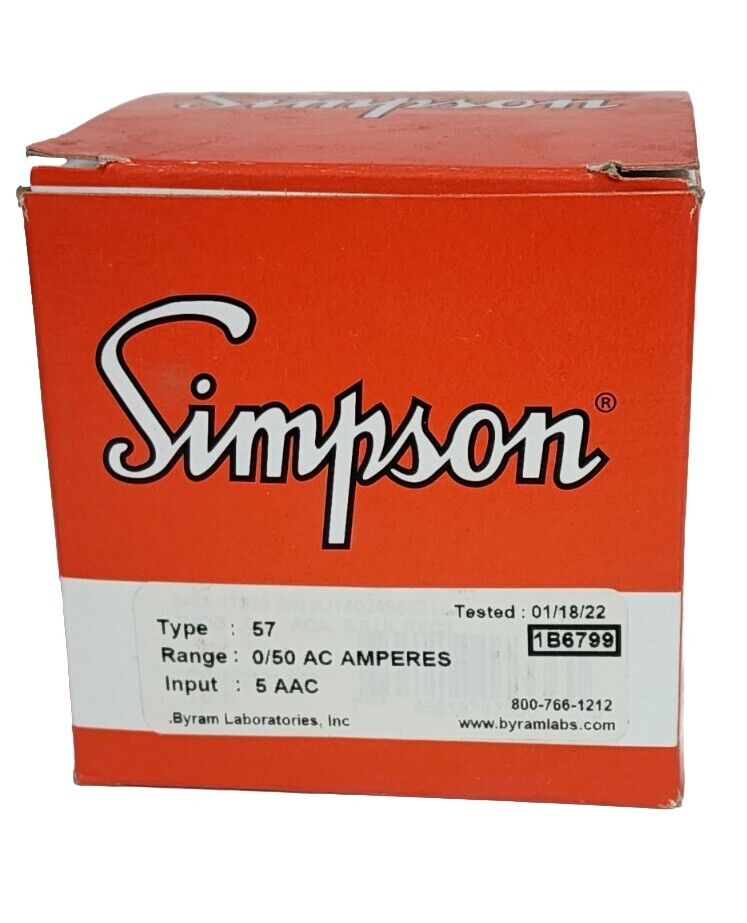 Simpson
Simpson®
Tested : 01/18/22
Type : 57
1B6799
Range : 0/50 AC AMPERES
Input : 5 AAC
800-766-1212
.Byram Laboratories, Inc
www.byramlabs.com